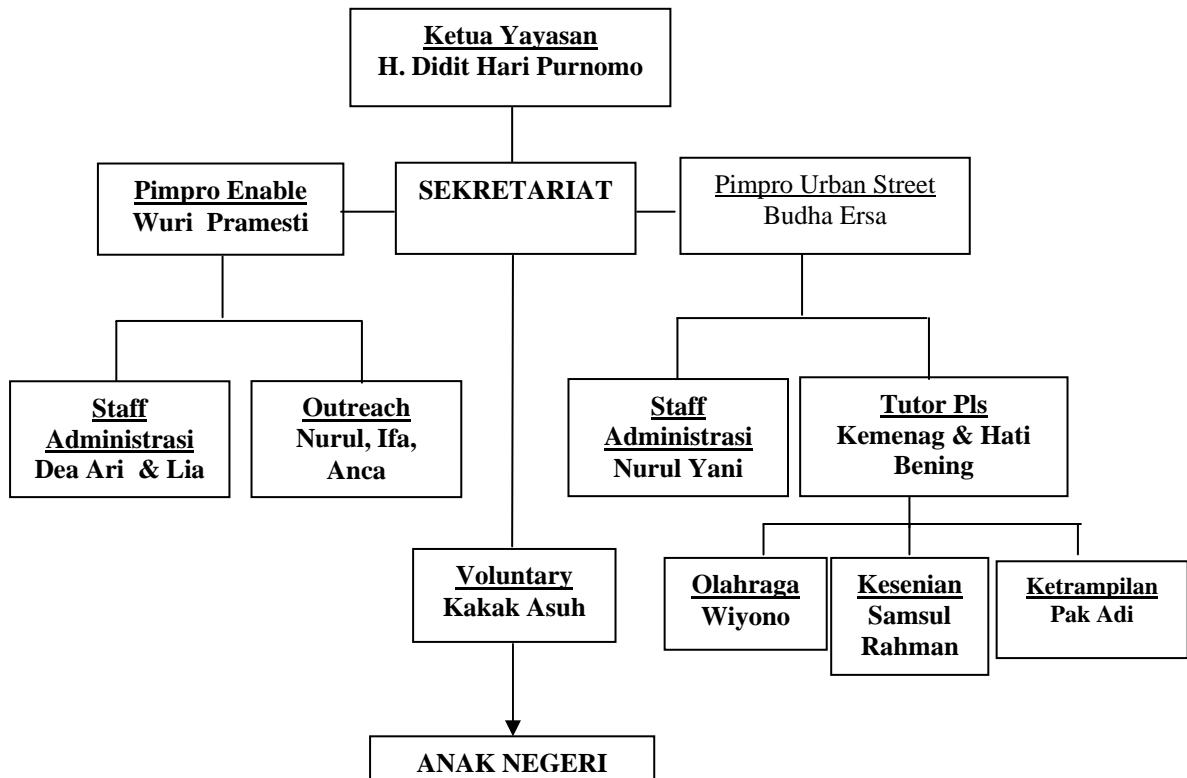 Ketua Yayasan
H. Didit Hari Purnomo
Pimpro Enable
Wuri Pramesti
SEKRETARIAT
Pimpro Urban Street
Budha Ersa
Staff
Administrasi
Dea Ari & Lia
Outreach
Nurul, Ifa,
Anca
Staff
Administrasi
Nurul Yani
Tutor Pls
Kemenag & Hati
Bening
Voluntary
Kakak Asuh
Olahraga
Wiyono
Kesenian
Samsul
Rahman
Ketrampilan
Pak Adi
ANAK NEGERI